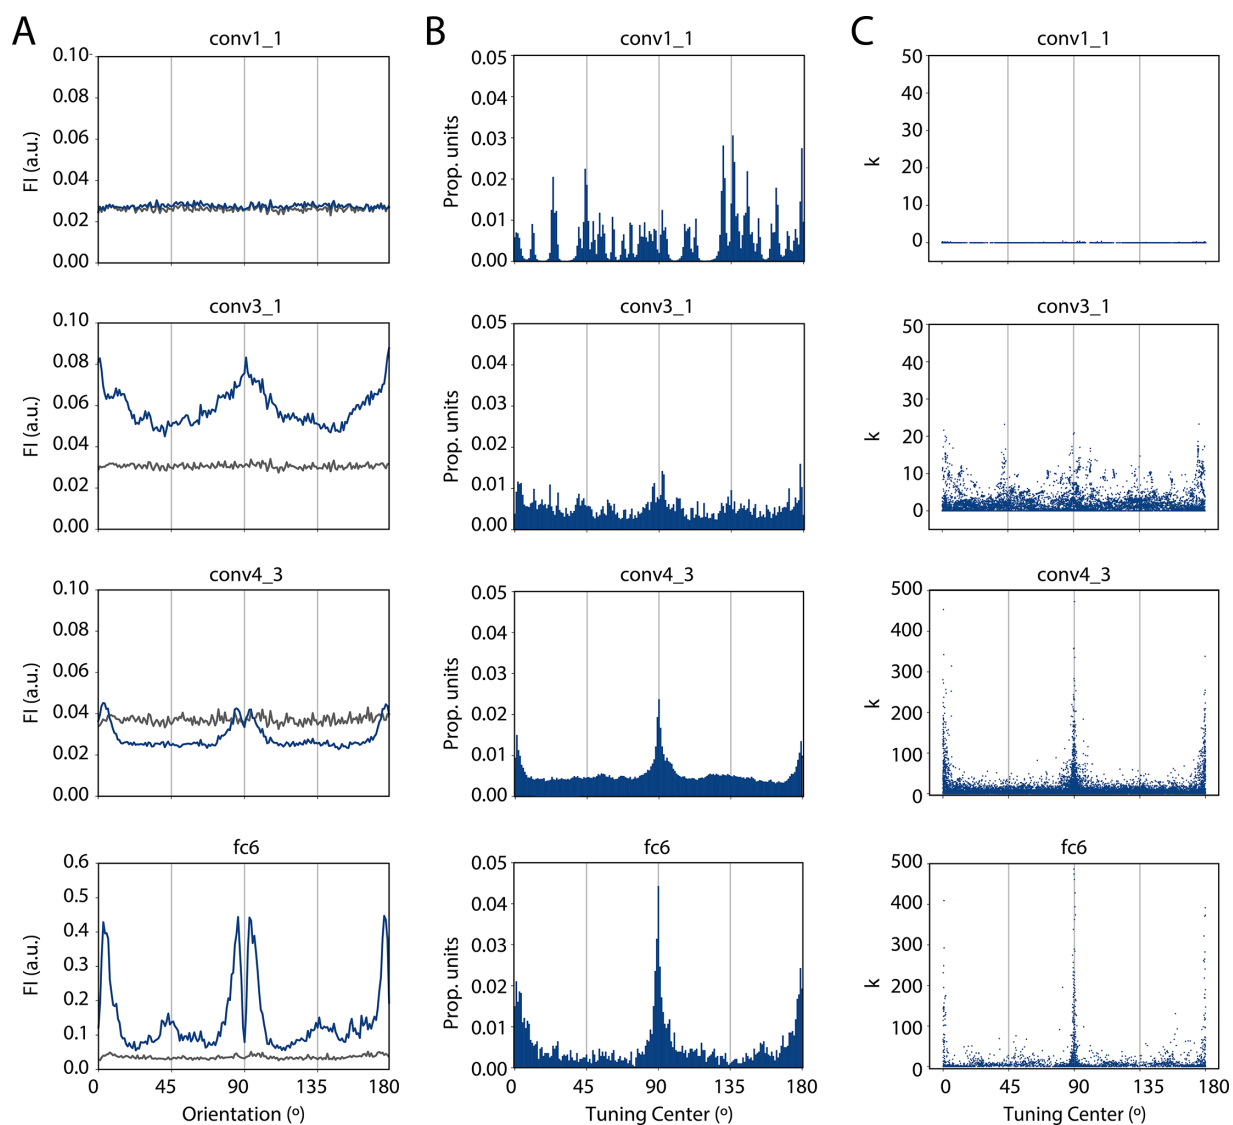 A
B
C
conv1_1
conv1_1
conv1_1
0.10
0.08
0.06
0.04
0.02
0.00
FI (a.u.)
0.05
0.04
0.03
0.02
0.01
0.00
Prop. units
50
40
30
20
10
0
k
conv3_1
conv3_1
conv3_1
0.10
0.08
0.06
0.04
0.02
0.00
FI (a.u.)
0.05
0.04
0.03
0.02
0.01
0.00
Prop. units
50
40
30
20
10
0
k
conv4_3
conv4_3
conv4_3
0.10
0.08
0.06
0.04
0.02
0.00
FI (a.u.)
0.05
0.04
0.03
0.02
0.01
0.00
Prop. units
500
400
300
200
100
0
k
fc6
fc6
fc6
0.6
0.5
0.4
0.3
0.2
0.1
0.0
FI (a.u.)
0 45 90 135 180
Orientation (º)
0.05
0.04
0.03
0.02
0.01
0.00
Prop. units
0 45 90 135 180
Tuning Center (º)
500
400
300
200
100
0
k
0 45 90 135 180
Tuning Center (º)